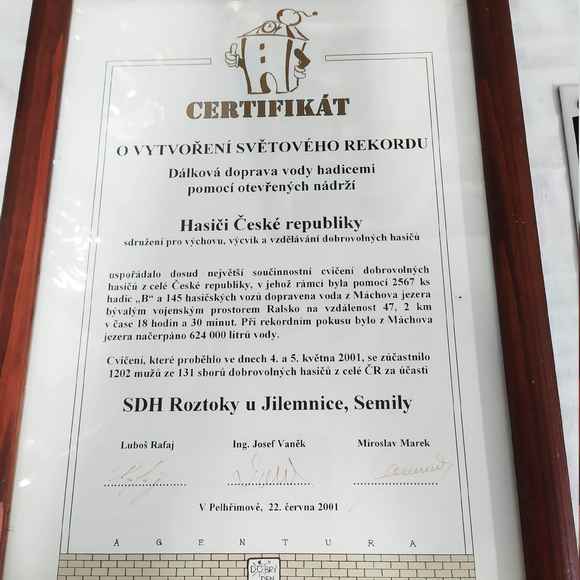 CERTIFIKÁT
O VYTVOŘENÍ SVĚTOVÉHO REKORDU
Dálková doprava vody hadicemi
pomocí otevřených nádrží
Hasiči České republiky
sdružení pro výchovu, výcvik a vzdělávání dobrovolných hasičů
uspořádalo dosud největší součinnostní cvičení dobrovolných
hasičů z celé České republiky, v jehož rámci byla pomocí 2567 ks
hadic „B" a 145 hasičských vozů dopravena voda z Máchova jezera
bývalým vojenským prostorem Ralsko na vzdálenost 47, 2 km
v čase 18 hodin a 30 minut. Při rekordním pokusu bylo z Máchova
jezera načerpáno 624 000 litrů vody.
Cvičení, které proběhlo ve dnech 4. a 5. května 2001, se zúčastnilo
1202 mužů ze 131 sborů dobrovolných hasičů z celé ČR za účasti
SDH Roztoky u Jilemnice, Semily
Luboš Rafaj Ing. Josef Vaněk Miroslav Marek
V Pelhřimově, 22. června 2001
AGENTURA
DOBRÝ
DEN